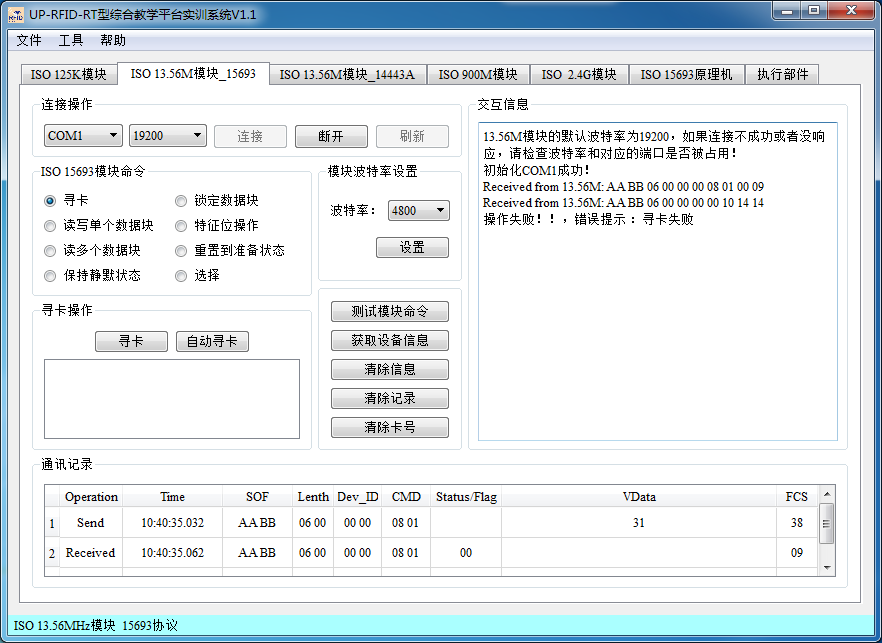 UP-RFID-RT型综合教学平台实训系统V1.1
文件 工具 帮助
ISO 125K模块 ISO 13.56M模块_15693 ISO 13.56M模块_14443A ISO 900M模块 ISO 2.4G模块 ISO 15693原理机 执行部件
连接操作
COM1 19200 连接 断开 刷新
ISO 15693模块命令
寻卡 锁定数据块
读写单个数据块 特征位操作
读多个数据块 重置到准备状态
保持静默状态 选择
模块波特率设置
波特率： 4800
设置
寻卡操作
寻卡 自动寻卡
测试模块命令
获取设备信息
清除信息
清除记录
清除卡号
交互信息
13.56M模块的默认波特率为19200，如果连接不成功或者没响
应，请检查波特率和对应的端口是否被占用！
初始化COM1成功！
Received from 13.56M: AA BB 06 00 00 00 08 01 00 09
Received from 13.56M: AA BB 06 00 00 00 00 10 14 14
操作失败！！，错误提示 ：寻卡失败
通讯记录
Operation Time SOF Lenth Dev_ID CMD Status/Flag VData FCS
1 Send 10:40:35.032 AA BB 06 00 00 00 08 01 31 38
2 Received 10:40:35.062 AA BB 06 00 00 00 08 01 00 09
ISO 13.56MHz模块 15693协议